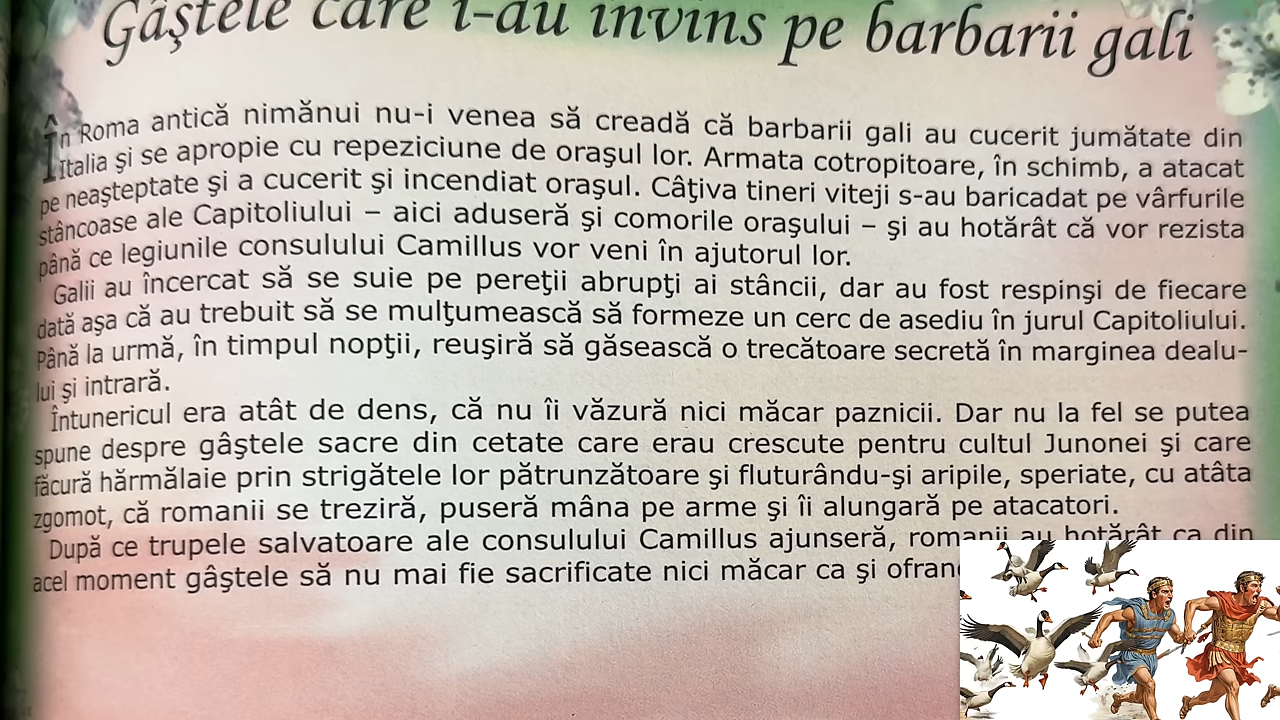 Gâştele care i-au învins pe barbarii gali
În Roma antică nimănui nu-i venea să creadă că barbarii gali au cucerit jumătate din
Italia şi se apropie cu repeziciune de oraşul lor. Armata cotropitoare, în schimb, a atacat
pe neaşteptate şi a cucerit şi incendiat oraşul. Câţiva tineri viteji s-au baricadat pe vârfurile
stâncoase ale Capitoliului – aici aduseră şi comorile oraşului – şi au hotărât că vor rezista
până ce legiunile consulului Camillus vor veni în ajutorul lor.
Galii au încercat să se suie pe pereţii abrupţi ai stâncii, dar au fost respinşi de fiecare
dată aşa că au trebuit să se mulţumească să formeze un cerc de asediu în jurul Capitoliului.
Până la urmă, în timpul nopţii, reuşiră să găsească o trecătoare secretă în marginea dealu-
lui şi intrară.
Întunericul era atât de dens, că nu îi văzură nici măcar paznicii. Dar nu la fel se putea
spune despre gâştele sacre din cetate care erau crescute pentru cultul Junonei şi care
făcură hărmălaie prin strigătele lor pătrunzătoare şi fluturându-şi aripile, speriate, cu atâta
zgomot, că romanii se treziră, puseră mâna pe arme şi îi alungară pe atacatori.
După ce trupele salvatoare ale consulului Camillus ajunseră, romanii au hotărât ca din
acel moment gâştele să nu mai fie sacrificate nici măcar ca şi